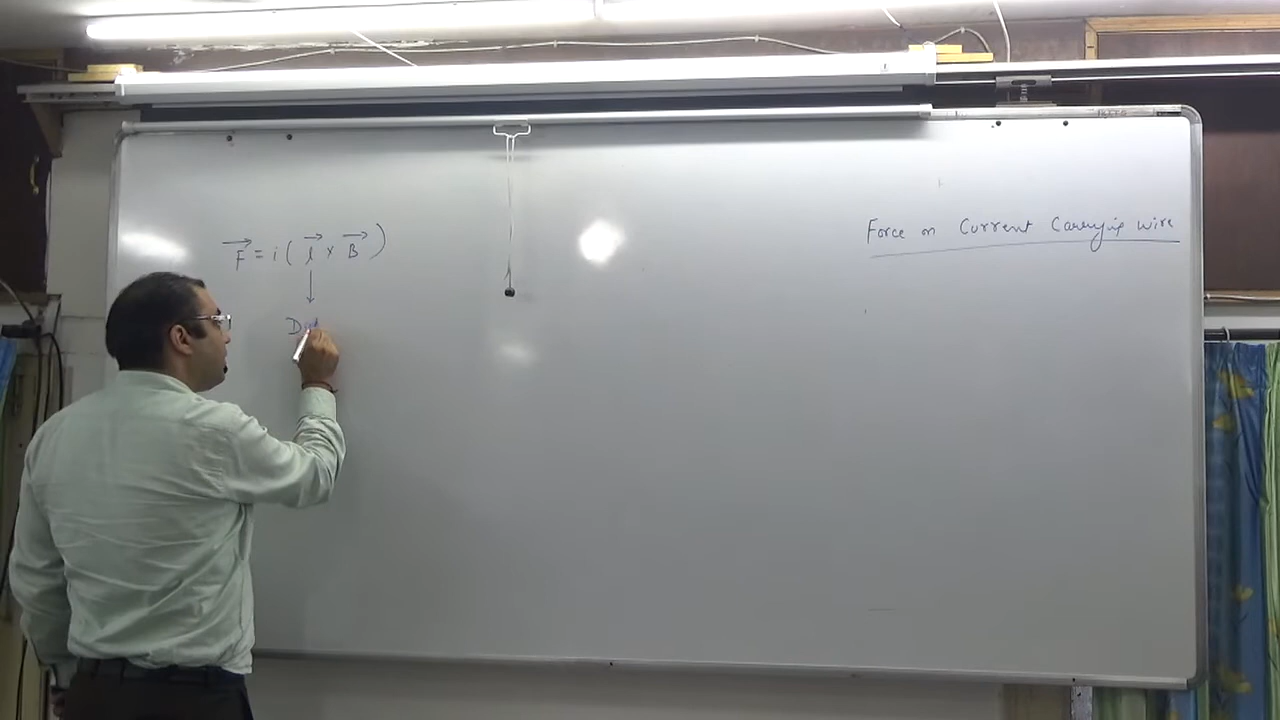 F⃗ = i ( l⃗ × B⃗ )
Force on Current Carrying Wire